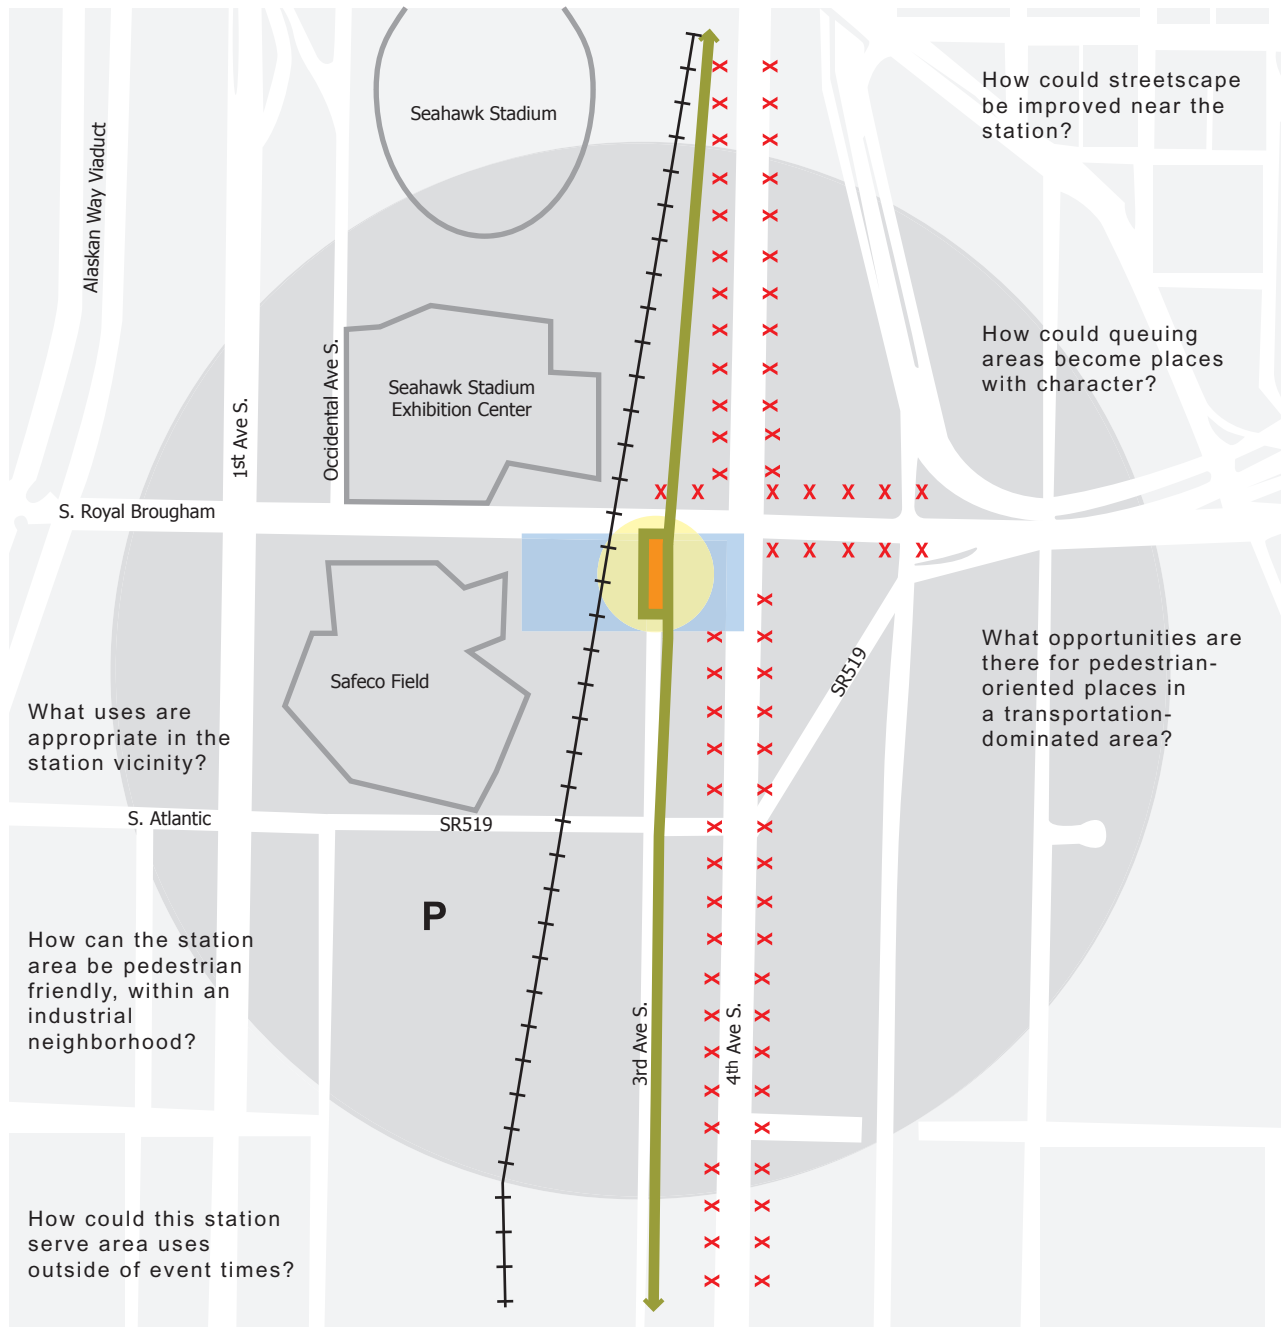 How could streetscape
be improved near the
station?
Seahawk Stadium
Alaskan Way Viaduct
How could queuing
areas become places
with character?
Occidental Ave S.
Seahawk Stadium
Exhibition Center
1st Ave S.
S. Royal Brougham
What opportunities are
there for pedestrian-
oriented places in
a transportation-
dominated area?
SR519
Safeco Field
What uses are
appropriate in the
station vicinity?
S. Atlantic
SR519
P
How can the station
area be pedestrian
friendly, within an
industrial
neighborhood?
3rd Ave S.
4th Ave S.
How could this station
serve area uses
outside of event times?